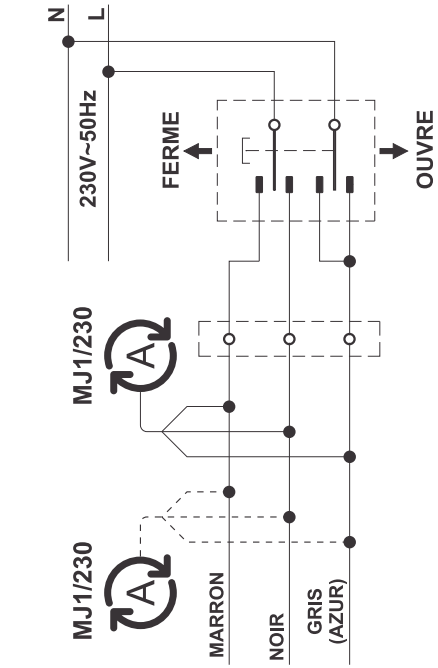 N
L
230V~50Hz
FERME
OUVRE
MJ1/230
A
MJ1/230
A
MARRON
NOIR
GRIS
(AZUR)